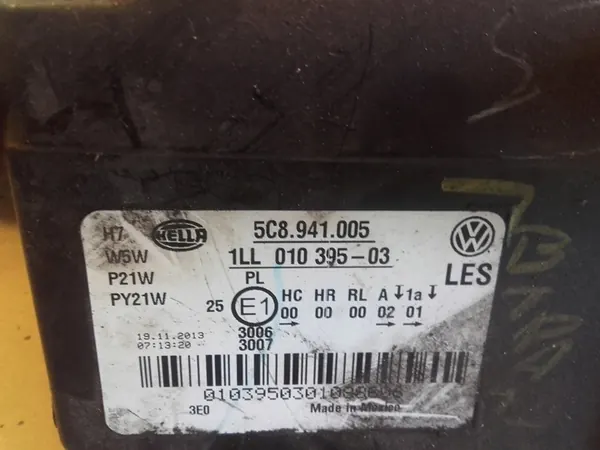 H7 HELLA 5C8.941.005
W5W 1LL 010 395-03
P21W PL LES
PY21W 25 E1 HC HR RL A 1a
00 00 00 02 01
19.11.2013 3006
07:13:20 3007
3E0 Made in Mexico